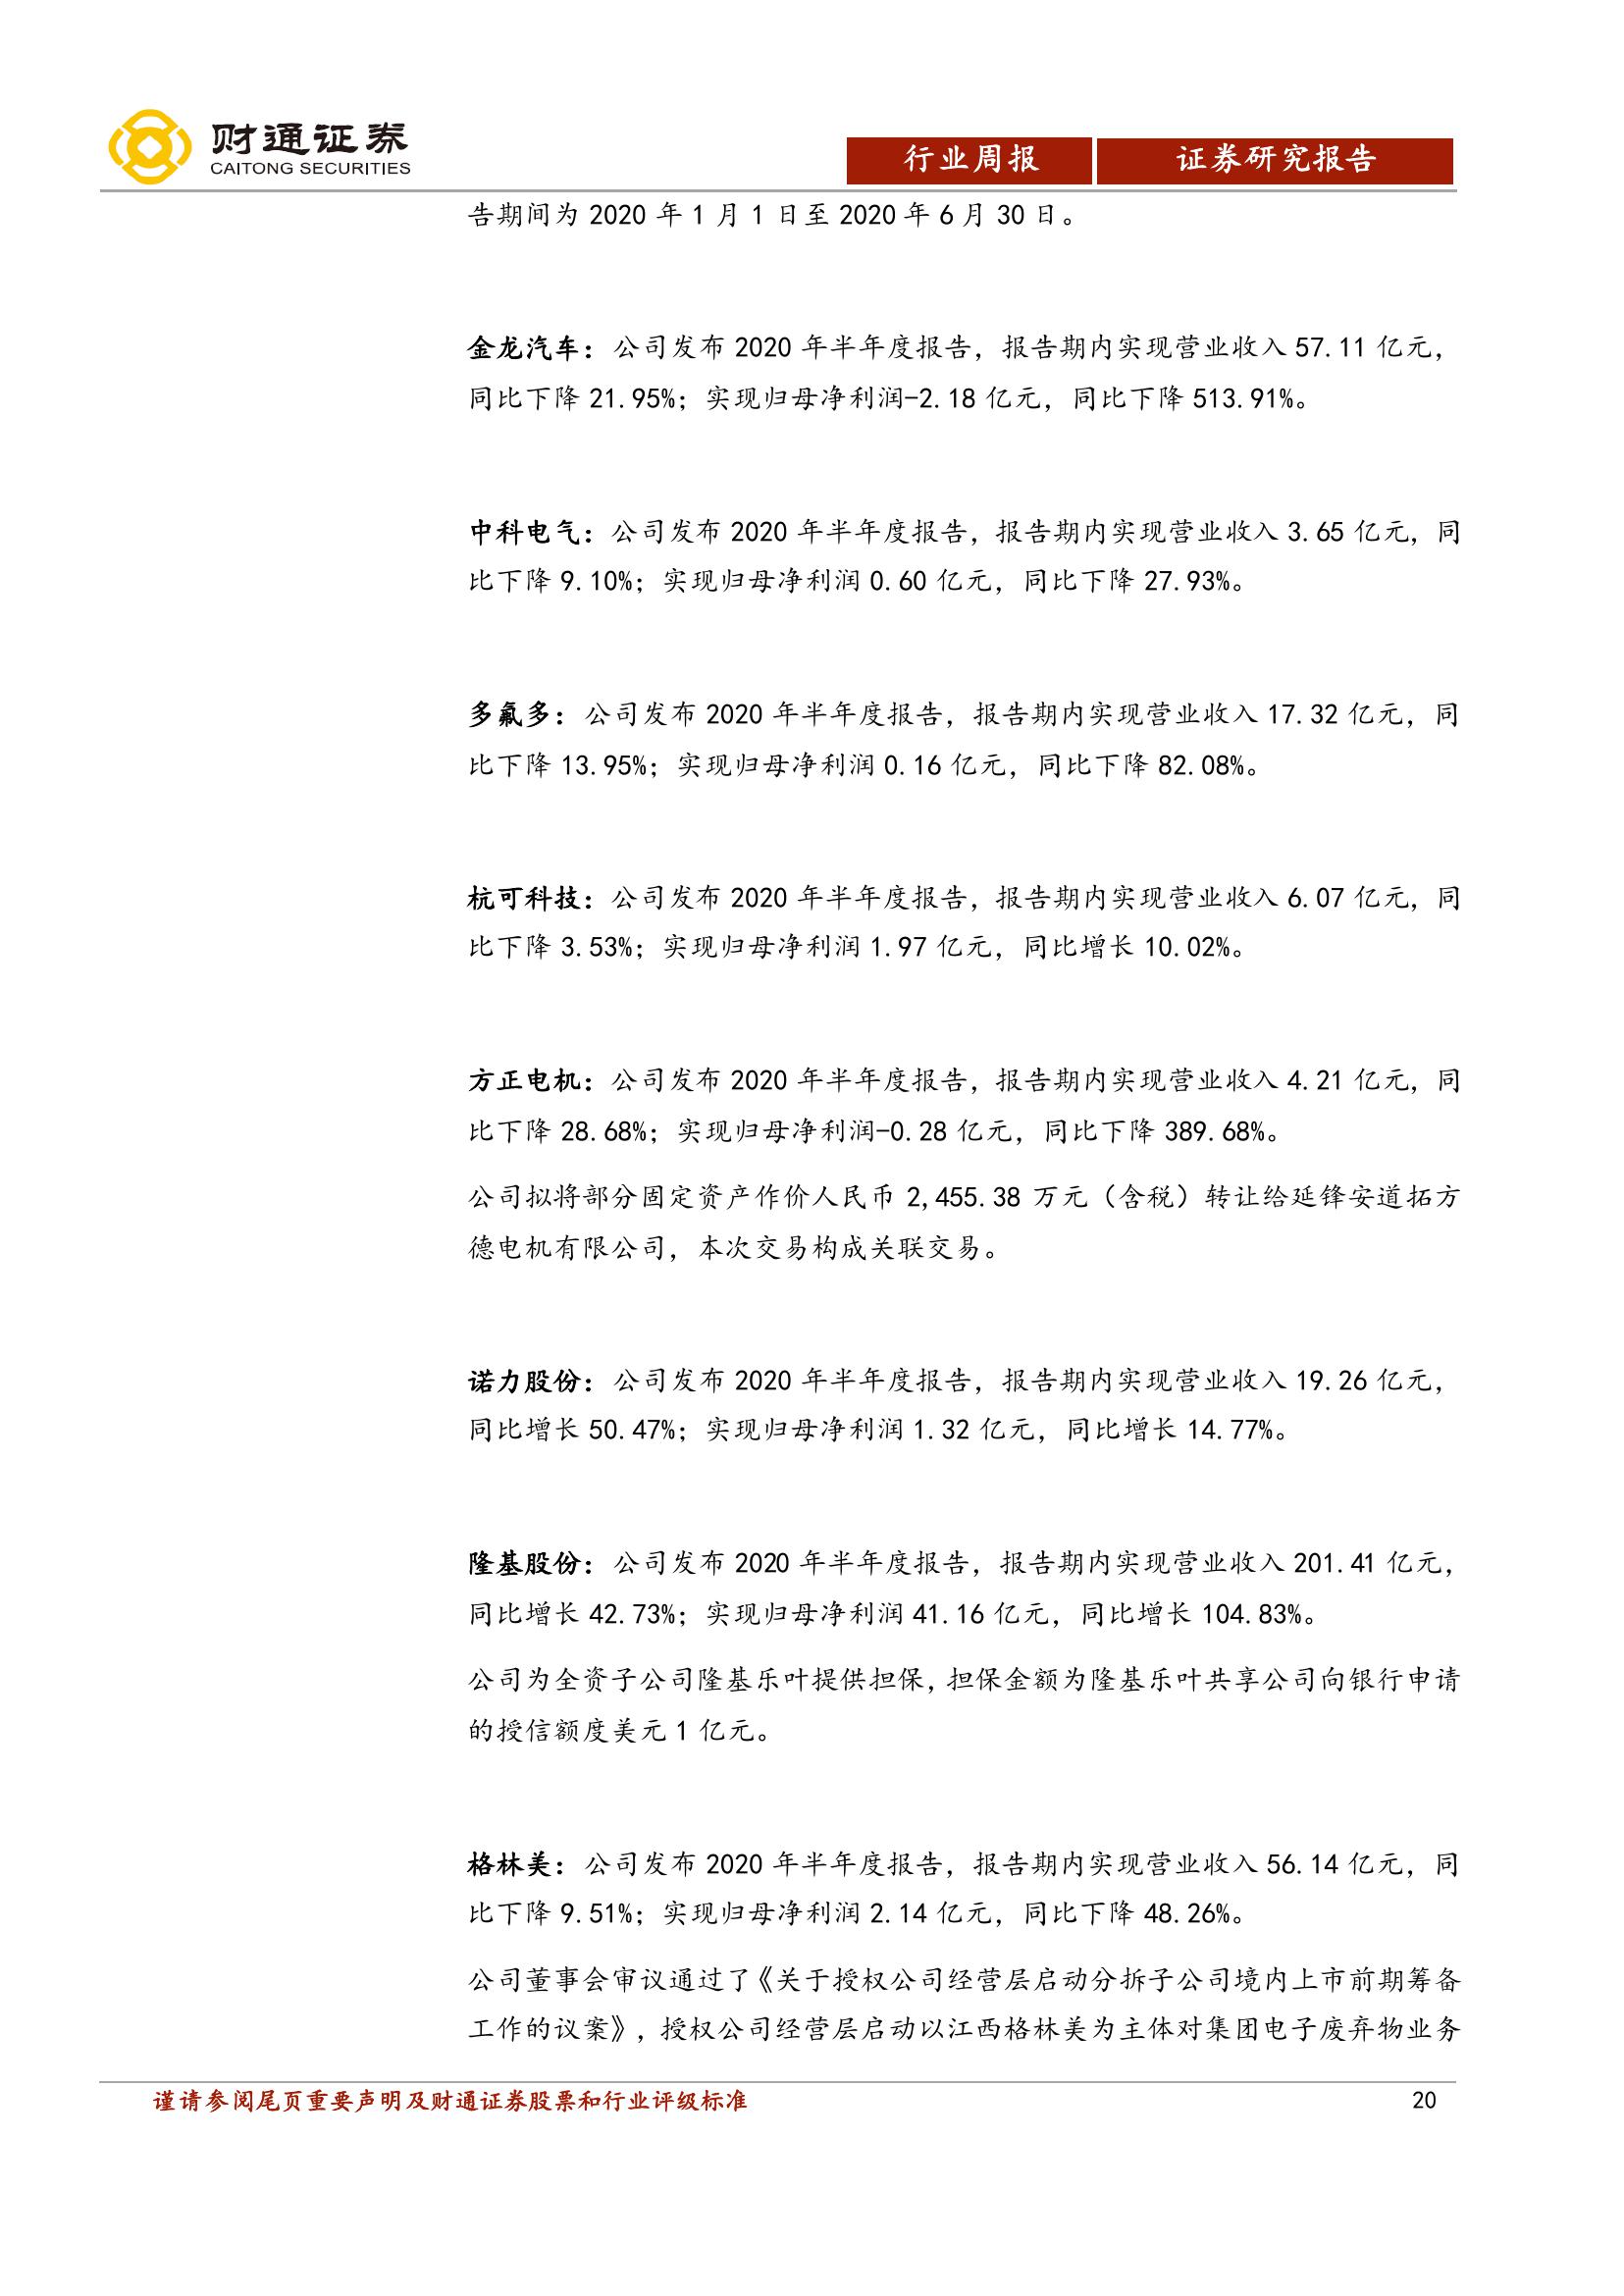 财通证券
CAITONG SECURITIES
行业周报
证券研究报告
告期间为 2020 年 1 月 1 日至 2020 年 6 月 30 日。
金龙汽车：公司发布 2020 年半年度报告，报告期内实现营业收入 57.11 亿元，
同比下降 21.95%；实现归母净利润-2.18 亿元，同比下降 513.91%。
中科电气：公司发布 2020 年半年度报告，报告期内实现营业收入 3.65 亿元，同
比下降 9.10%；实现归母净利润 0.60 亿元，同比下降 27.93%。
多氟多：公司发布 2020 年半年度报告，报告期内实现营业收入 17.32 亿元，同
比下降 13.95%；实现归母净利润 0.16 亿元，同比下降 82.08%。
杭可科技：公司发布 2020 年半年度报告，报告期内实现营业收入 6.07 亿元，同
比下降 3.53%；实现归母净利润 1.97 亿元，同比增长 10.02%。
方正电机：公司发布 2020 年半年度报告，报告期内实现营业收入 4.21 亿元，同
比下降 28.68%；实现归母净利润-0.28 亿元，同比下降 389.68%。
公司拟将部分固定资产作价人民币 2,455.38 万元（含税）转让给延锋安道拓方
德电机有限公司，本次交易构成关联交易。
诺力股份：公司发布 2020 年半年度报告，报告期内实现营业收入 19.26 亿元，
同比增长 50.47%；实现归母净利润 1.32 亿元，同比增长 14.77%。
隆基股份：公司发布 2020 年半年度报告，报告期内实现营业收入 201.41 亿元，
同比增长 42.73%；实现归母净利润 41.16 亿元，同比增长 104.83%。
公司为全资子公司隆基乐叶提供担保，担保金额为隆基乐叶共享公司向银行申请
的授信额度美元 1 亿元。
格林美：公司发布 2020 年半年度报告，报告期内实现营业收入 56.14 亿元，同
比下降 9.51%；实现归母净利润 2.14 亿元，同比下降 48.26%。
公司董事会审议通过了《关于授权公司经营层启动分拆子公司境内上市前期筹备
工作的议案》，授权公司经营层启动以江西格林美为主体对集团电子废弃物业务
谨请参阅尾页重要声明及财通证券股票和行业评级标准
20